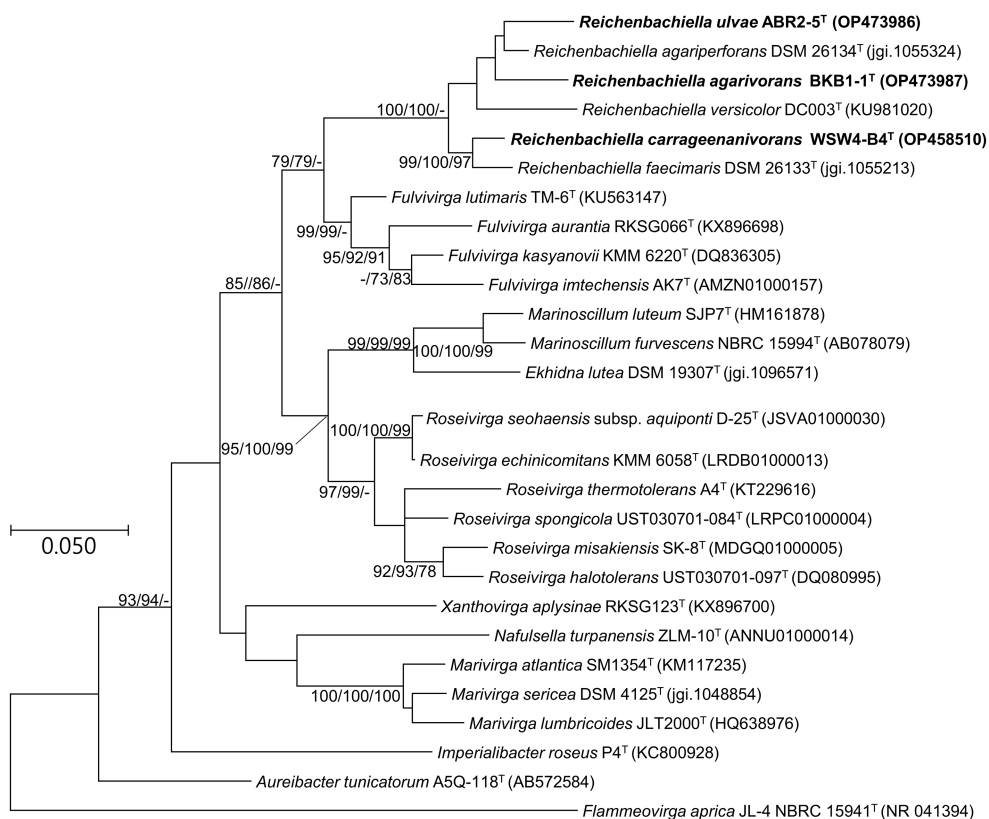 Reichenbachiella ulvae ABR2-5ᵀ (OP473986)
Reichenbachiella agariperforans DSM 26134ᵀ (jgi.1055324)
Reichenbachiella agarivorans BKB1-1ᵀ (OP473987)
100/100/-
Reichenbachiella versicolor DC003ᵀ (KU981020)
Reichenbachiella carrageenanivorans WSW4-B4ᵀ (OP458510)
79/79/-
99/100/97
Reichenbachiella faecimaris DSM 26133ᵀ (jgi.1055213)
Fulvivirga lutimaris TM-6ᵀ (KU563147)
99/99/-
Fulvivirga aurantia RKSG066ᵀ (KX896698)
95/92/91
Fulvivirga kasyanovii KMM 6220ᵀ (DQ836305)
-/73/83
85//86/-
Fulvivirga imtechensis AK7ᵀ (AMZN01000157)
Marinoscillum luteum SJP7ᵀ (HM161878)
99/99/99
100/100/99
Marinoscillum furvescens NBRC 15994ᵀ (AB078079)
Ekhidna lutea DSM 19307ᵀ (jgi.1096571)
Roseivirga seohaensis subsp. aquiponti D-25ᵀ (JSVA01000030)
100/100/99
95/100/99
Roseivirga echinicomitans KMM 6058ᵀ (LRDB01000013)
97/99/-
Roseivirga thermotolerans A4ᵀ (KT229616)
Roseivirga spongicola UST030701-084ᵀ (LRPC01000004)
0.050
Roseivirga misakiensis SK-8ᵀ (MDGQ01000005)
92/93/78
Roseivirga halotolerans UST030701-097ᵀ (DQ080995)
93/94/-
Xanthovirga aplysinae RKSG123ᵀ (KX896700)
Nafulsella turpanensis ZLM-10ᵀ (ANNU01000014)
Marivirga atlantica SM1354ᵀ (KM117235)
100/100/100
Marivirga sericea DSM 4125ᵀ (jgi.1048854)
Marivirga lumbricoides JLT2000ᵀ (HQ638976)
Imperialibacter roseus P4ᵀ (KC800928)
Aureibacter tunicatorum A5Q-118ᵀ (AB572584)
Flammeovirga aprica JL-4 NBRC 15941ᵀ (NR 041394)